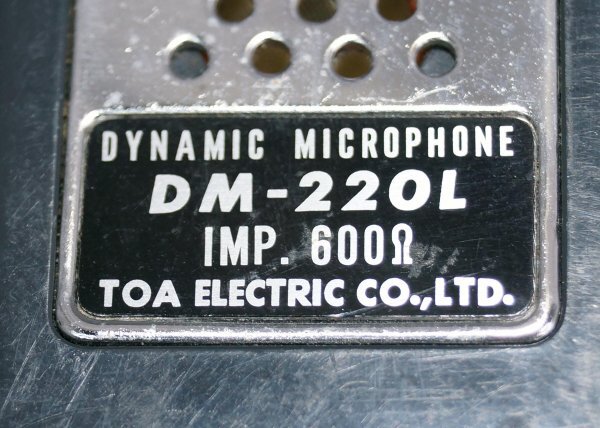 DYNAMIC MICROPHONE
DM-220L
IMP. 600Ω
TOA ELECTRIC CO.,LTD.